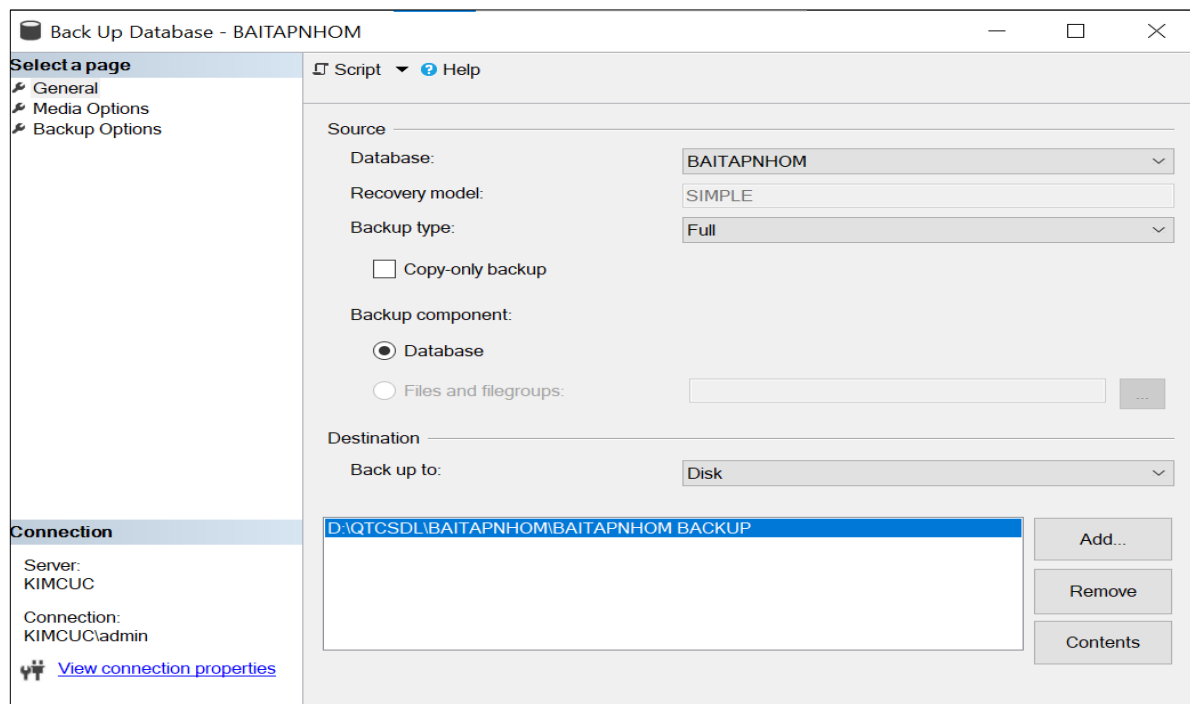 Back Up Database - BAITAPNHOM
Select a page
General
Media Options
Backup Options
Script Help
Source
Database: BAITAPNHOM
Recovery model: SIMPLE
Backup type: Full
Copy-only backup
Backup component:
Database
Files and filegroups: ...
Destination
Back up to: Disk
D:\QTCSDL\BAITAPNHOM\BAITAPNHOM BACKUP
Add...
Remove
Contents
Connection
Server:
KIMCUC
Connection:
KIMCUC\admin
View connection properties